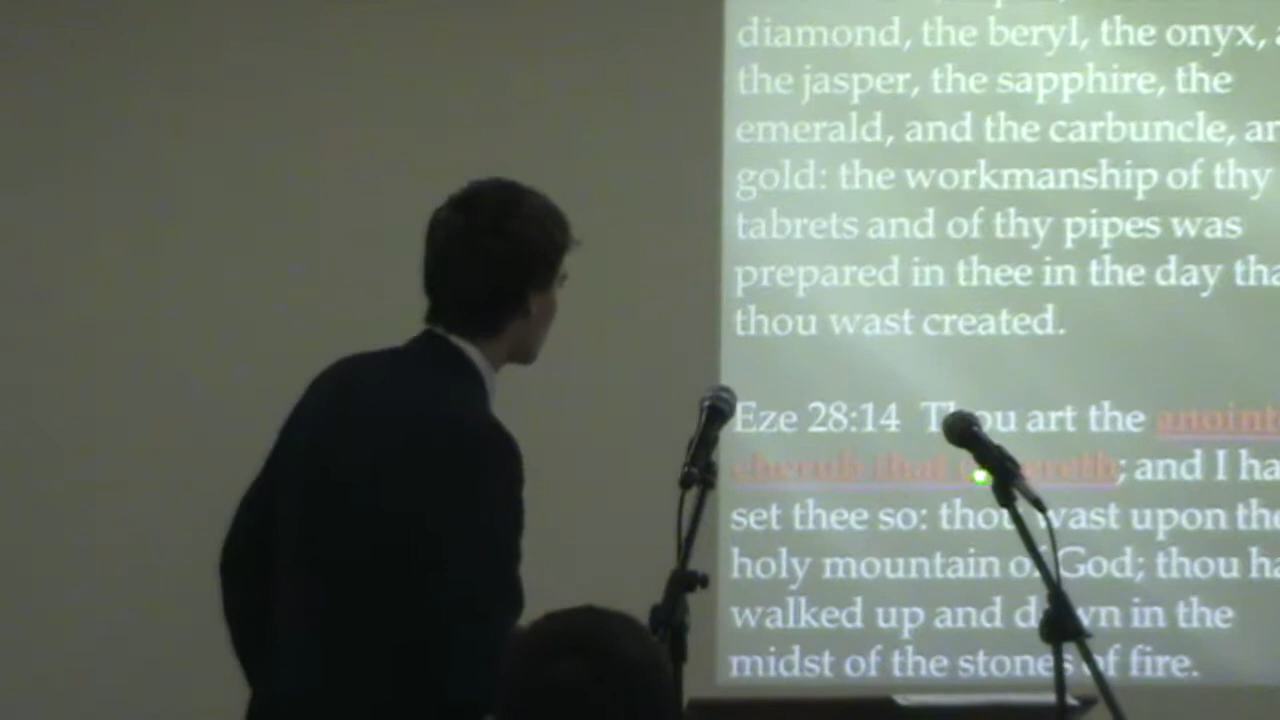 diamond, the beryl, the onyx,
the jasper, the sapphire, the
emerald, and the carbuncle,
gold: the workmanship of thy
tabrets and of thy pipes was
prepared in thee in the day
thou wast created.
Eze 28:14 Thou art the
cherub that ; and I
set thee so: thou wast upon
holy mountain of God; thou
walked up and down in the
midst of the stones of fire.